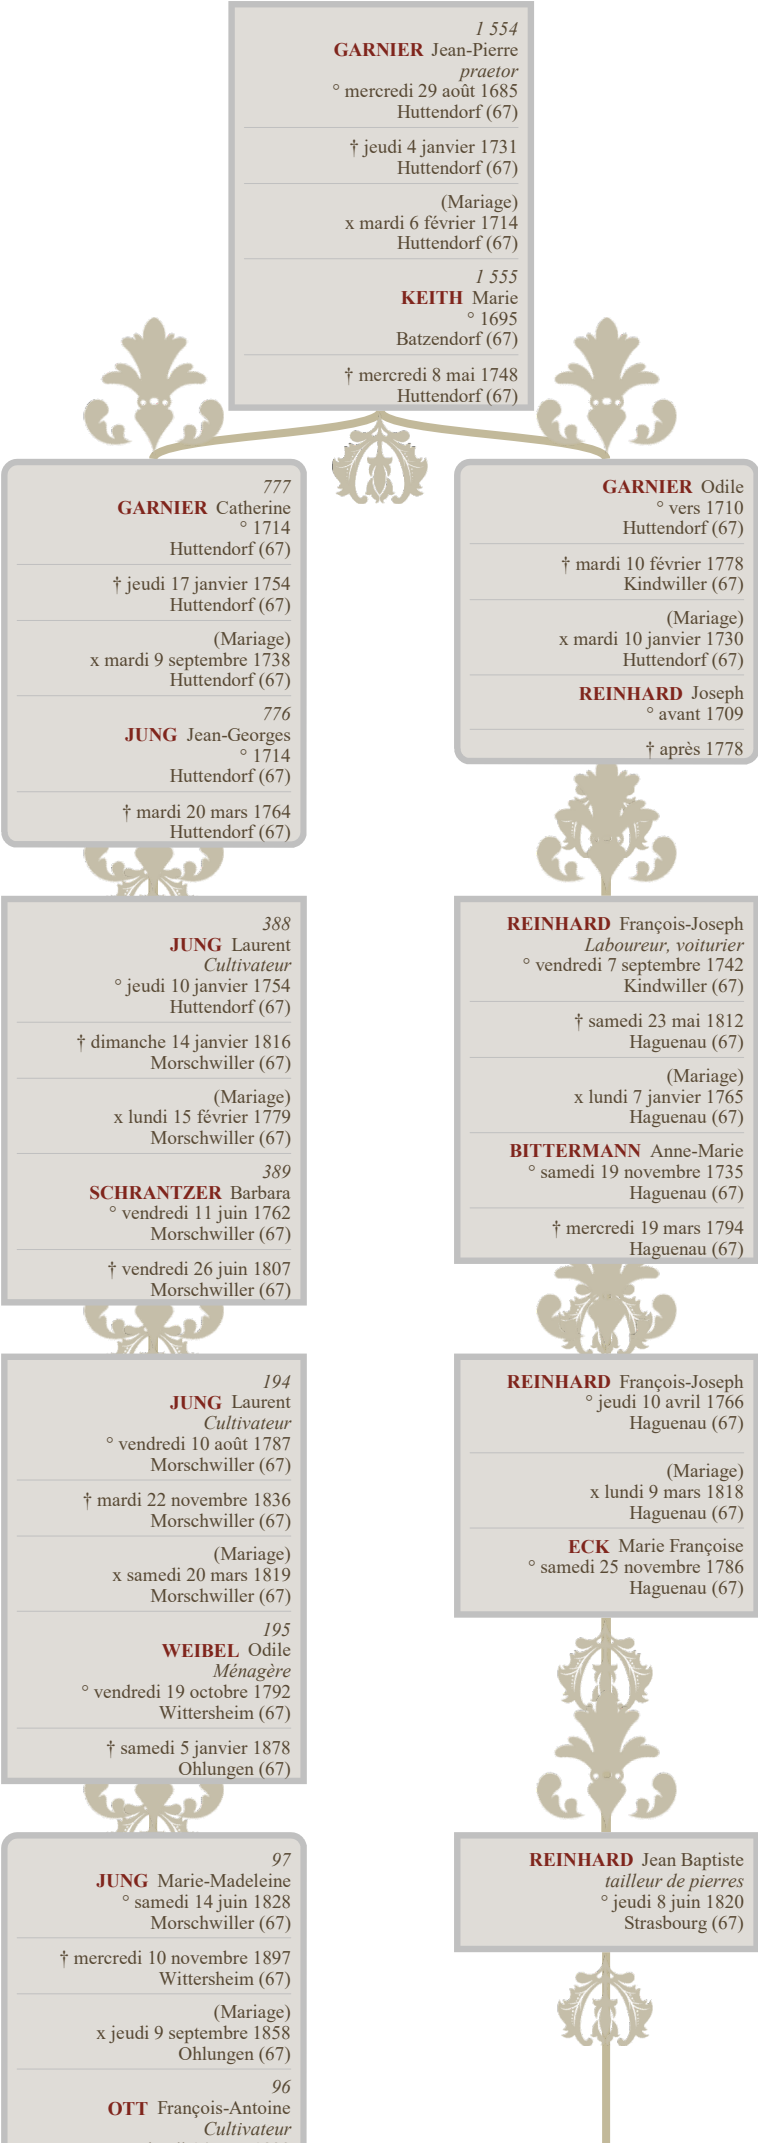 1 554
GARNIER Jean-Pierre
praetor
° mercredi 29 août 1685
Huttendorf (67)
† jeudi 4 janvier 1731
Huttendorf (67)
(Mariage)
x mardi 6 février 1714
Huttendorf (67)
1 555
KEITH Marie
° 1695
Batzendorf (67)
† mercredi 8 mai 1748
Huttendorf (67)
777
GARNIER Catherine
° 1714
Huttendorf (67)
† jeudi 17 janvier 1754
Huttendorf (67)
(Mariage)
x mardi 9 septembre 1738
Huttendorf (67)
776
JUNG Jean-Georges
° 1714
Huttendorf (67)
† mardi 20 mars 1764
Huttendorf (67)
388
JUNG Laurent
Cultivateur
° jeudi 10 janvier 1754
Huttendorf (67)
† dimanche 14 janvier 1816
Morschwiller (67)
(Mariage)
x lundi 15 février 1779
Morschwiller (67)
389
SCHRANTZER Barbara
° vendredi 11 juin 1762
Morschwiller (67)
† vendredi 26 juin 1807
Morschwiller (67)
194
JUNG Laurent
Cultivateur
° vendredi 10 août 1787
Morschwiller (67)
† mardi 22 novembre 1836
Morschwiller (67)
(Mariage)
x samedi 20 mars 1819
Morschwiller (67)
195
WEIBEL Odile
Ménagère
° vendredi 19 octobre 1792
Wittersheim (67)
† samedi 5 janvier 1878
Ohlungen (67)
97
JUNG Marie-Madeleine
° samedi 14 juin 1828
Morschwiller (67)
† mercredi 10 novembre 1897
Wittersheim (67)
(Mariage)
x jeudi 9 septembre 1858
Ohlungen (67)
96
OTT François-Antoine
Cultivateur
GARNIER Odile
° vers 1710
Huttendorf (67)
† mardi 10 février 1778
Kindwiller (67)
(Mariage)
x mardi 10 janvier 1730
Huttendorf (67)
REINHARD Joseph
° avant 1709
† après 1778
REINHARD François-Joseph
Laboureur, voiturier
° vendredi 7 septembre 1742
Kindwiller (67)
† samedi 23 mai 1812
Haguenau (67)
(Mariage)
x lundi 7 janvier 1765
Haguenau (67)
BITTERMANN Anne-Marie
° samedi 19 novembre 1735
Haguenau (67)
† mercredi 19 mars 1794
Haguenau (67)
REINHARD François-Joseph
° jeudi 10 avril 1766
Haguenau (67)
(Mariage)
x lundi 9 mars 1818
Haguenau (67)
ECK Marie Françoise
° samedi 25 novembre 1786
Haguenau (67)
REINHARD Jean Baptiste
tailleur de pierres
° jeudi 8 juin 1820
Strasbourg (67)